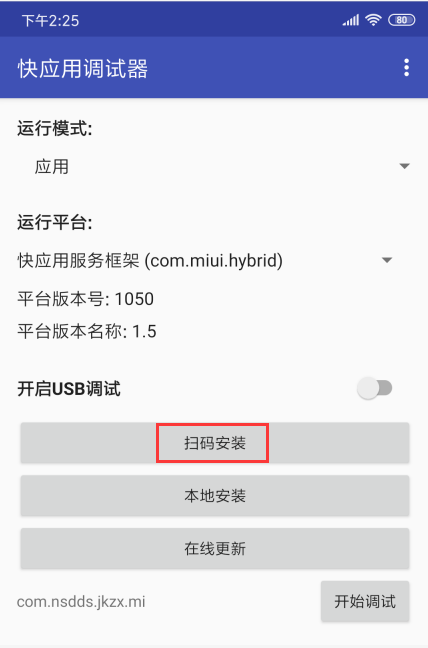 下午2:25
80
快应用调试器
运行模式:
应用
运行平台:
快应用服务框架 (com.miui.hybrid)
平台版本号: 1050
平台版本名称: 1.5
开启USB调试
扫码安装
本地安装
在线更新
com.nsdds.jkzx.mi
开始调试